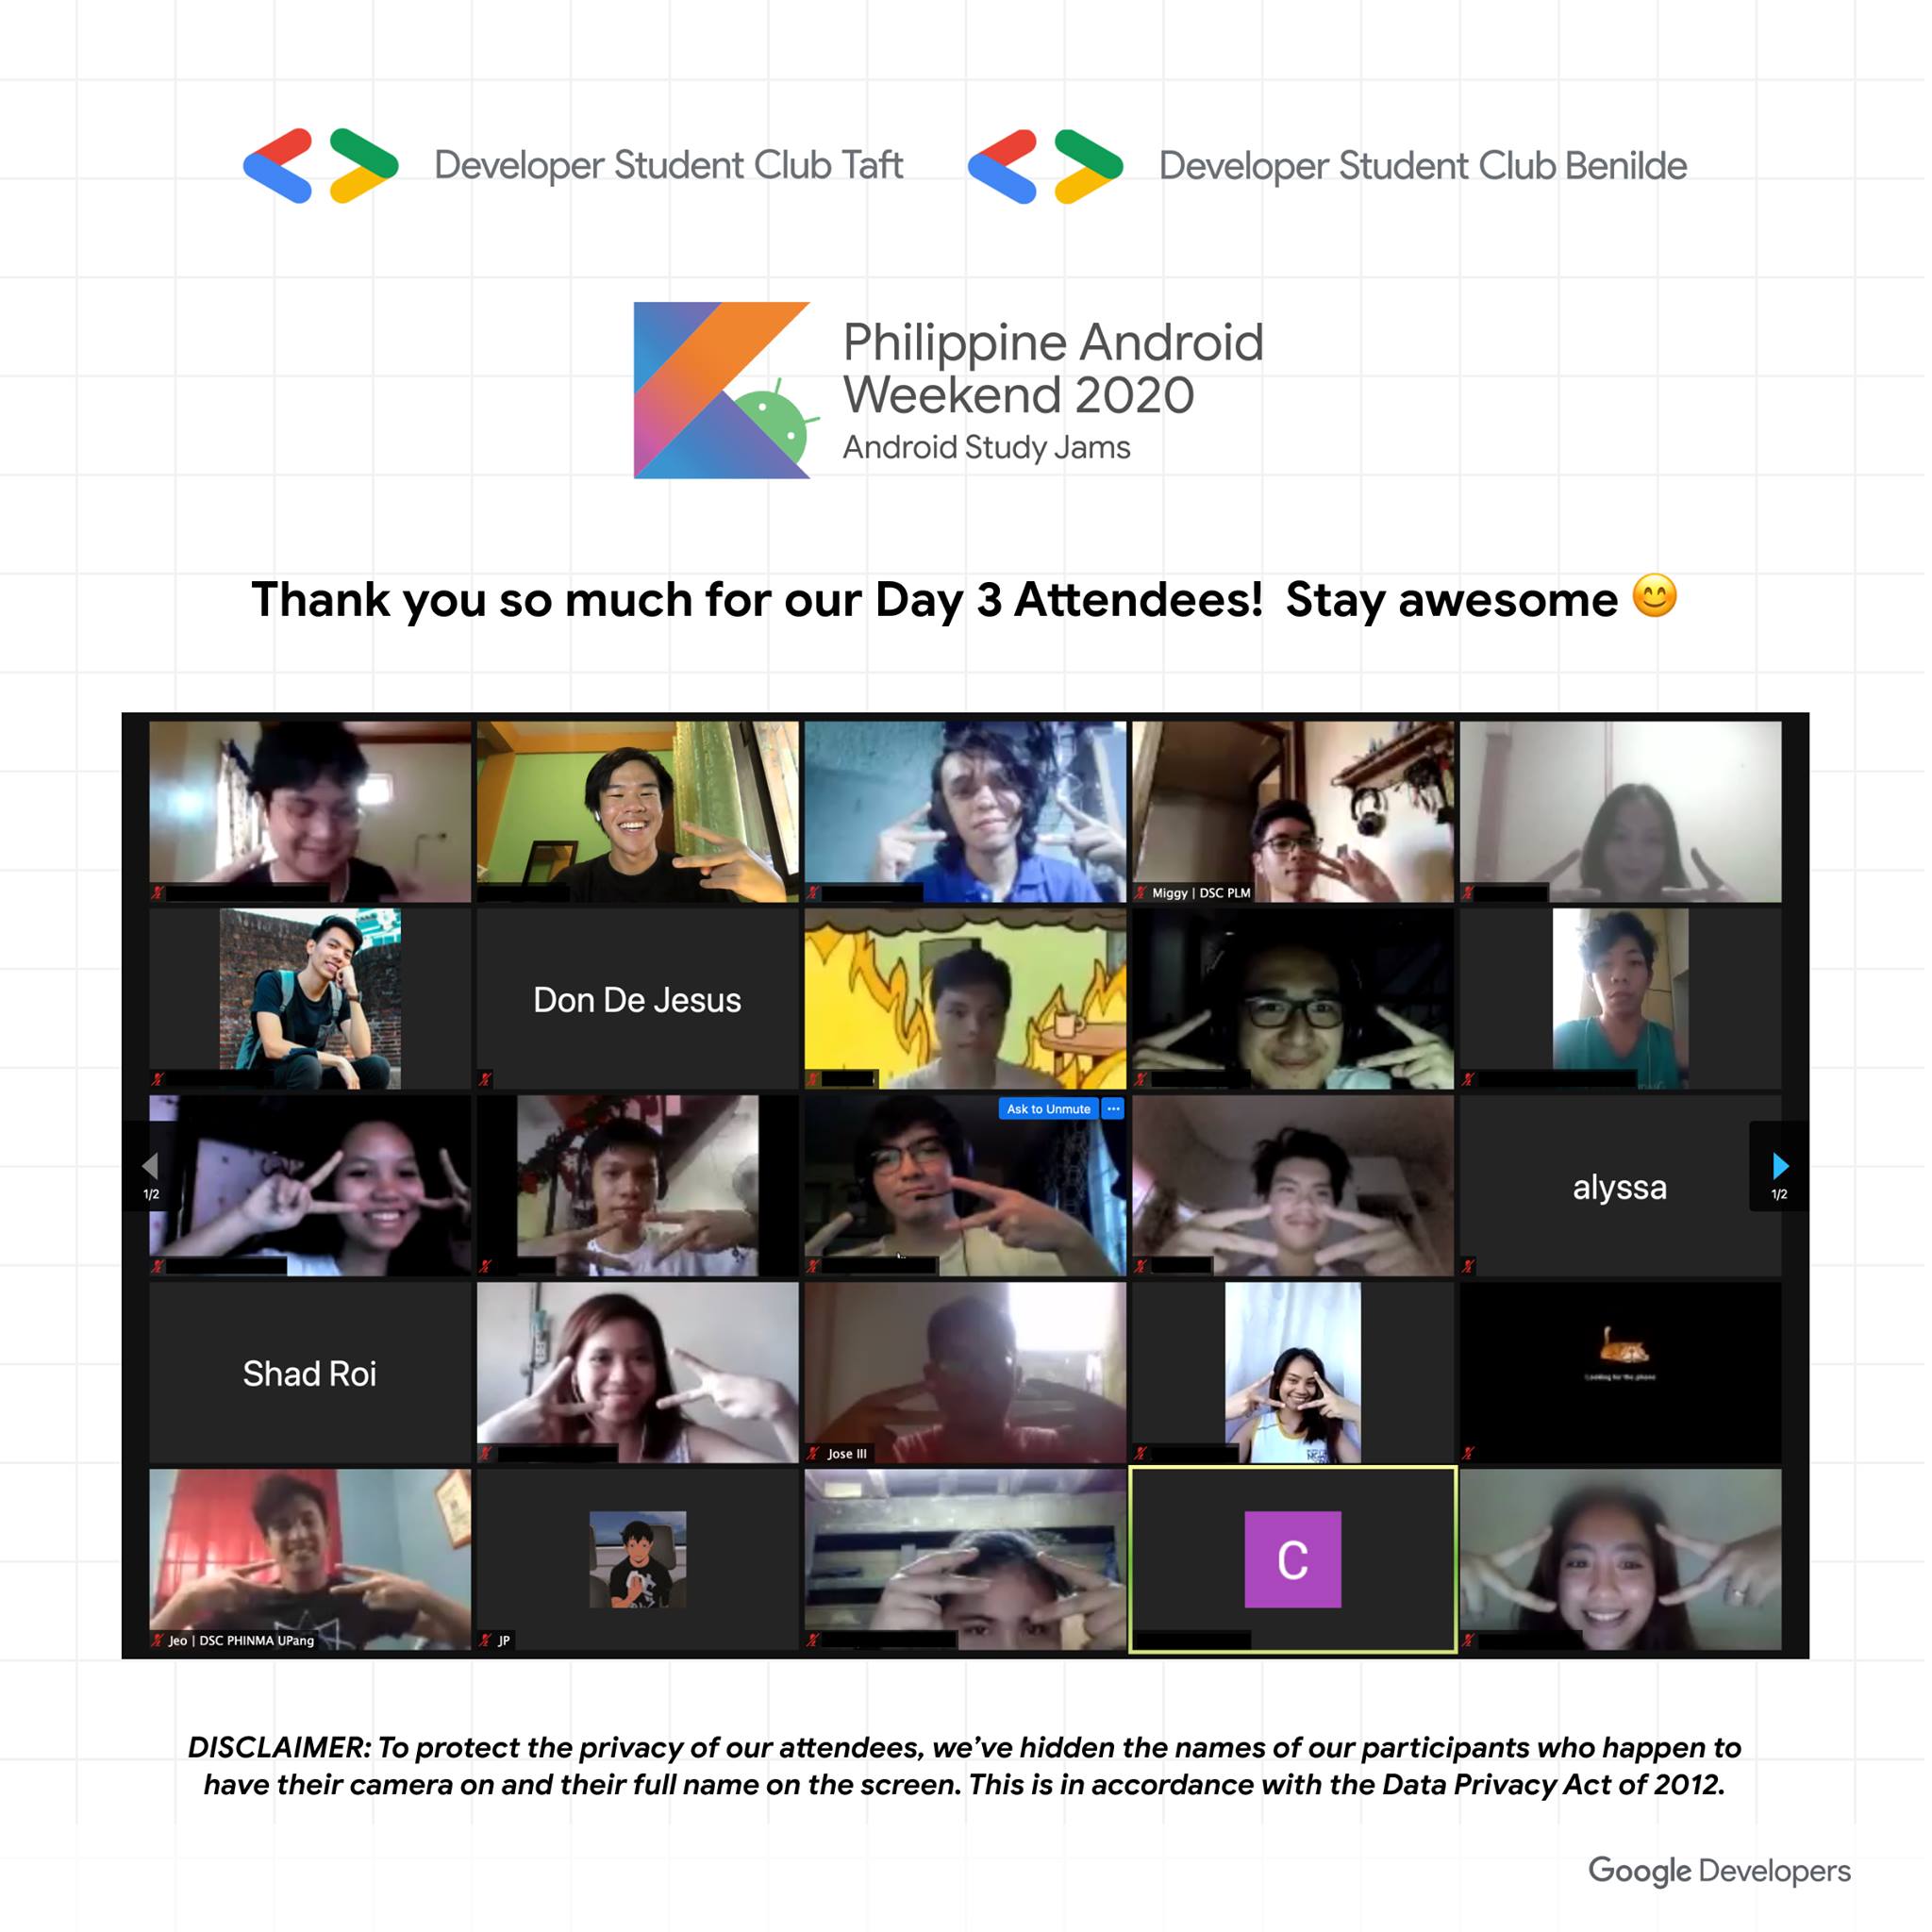 Developer Student Club Taft
Developer Student Club Benilde
Philippine Android
Weekend 2020
Android Study Jams
Thank you so much for our Day 3 Attendees! Stay awesome 😊
Miggy | DSC PLM
Don De Jesus
Ask to Unmute
...
1/2
alyssa
1/2
Shad Roi
Jose III
Looking for the phone
Jeo | DSC PHINMA UPang
JP
C
DISCLAIMER: To protect the privacy of our attendees, we've hidden the names of our participants who happen to
have their camera on and their full name on the screen. This is in accordance with the Data Privacy Act of 2012.
Google Developers